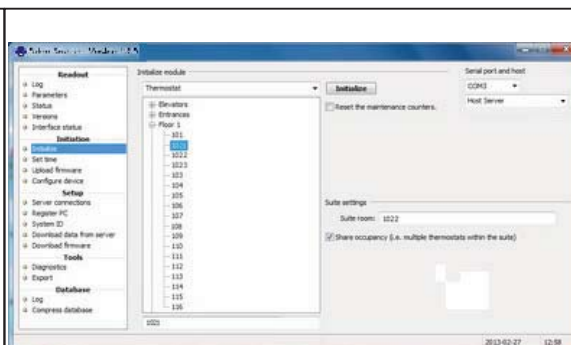 Readout
Log
Parameters
Status
Versions
Interface status
Initiation
Initialize
Set time
Upload firmware
Configure device
Setup
Server connections
Register PC
System ID
Download data from server
Download firmware
Tools
Diagnostics
Export
Database
Log
Compress database
Initialize module
Thermostat
Initialize
Reset the maintenance counters.
Elevators
Entrances
Floor 1
101
1021
1022
1023
103
104
105
106
107
108
109
110
111
112
113
114
115
116
1021
Serial port and host
COM3
Host Server
Suite settings
Suite room: 1022
Share occupancy (i.e. multiple thermostats within the suite)
2013-02-27 12:58